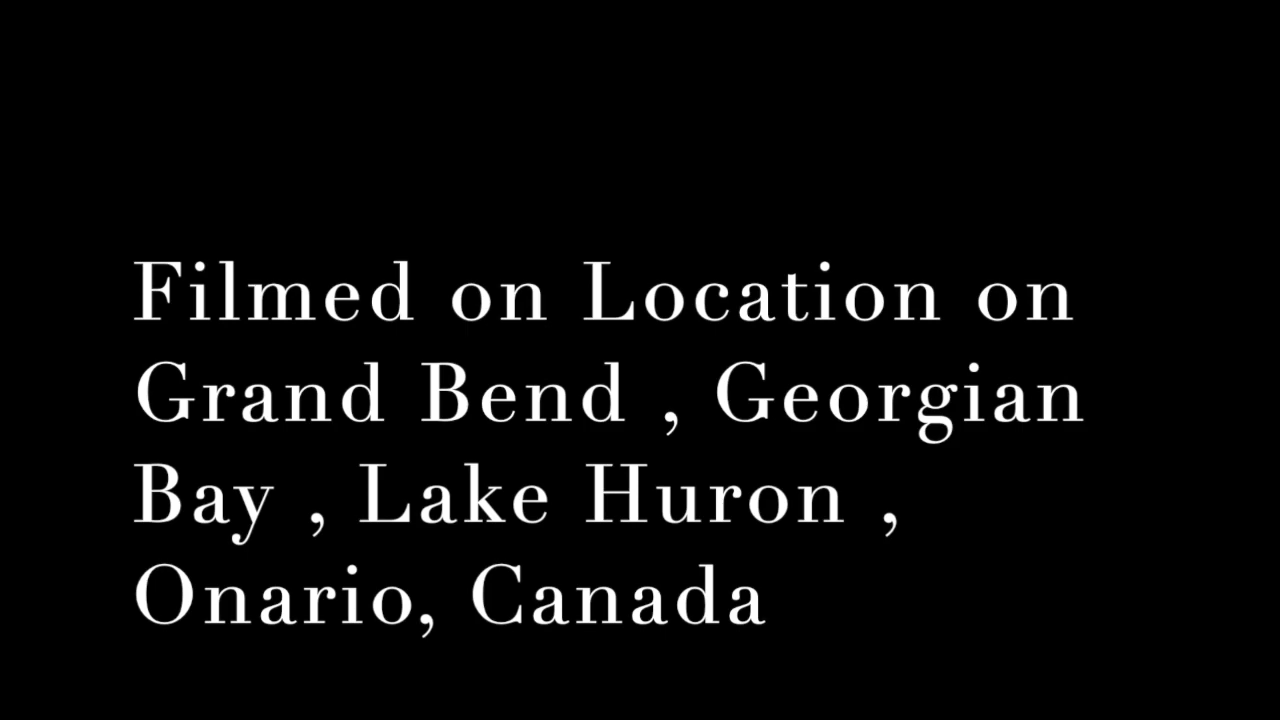 Filmed on Location on
Grand Bend , Georgian
Bay , Lake Huron ,
Onario, Canada